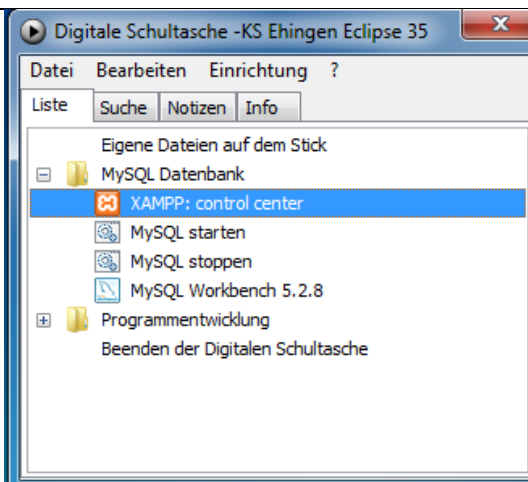 Digitale Schultasche -KS Ehingen Eclipse 35
Datei Bearbeiten Einrichtung ?
Liste Suche Notizen Info
Eigene Dateien auf dem Stick
MySQL Datenbank
XAMPP: control center
MySQL starten
MySQL stoppen
MySQL Workbench 5.2.8
Programmentwicklung
Beenden der Digitalen Schultasche